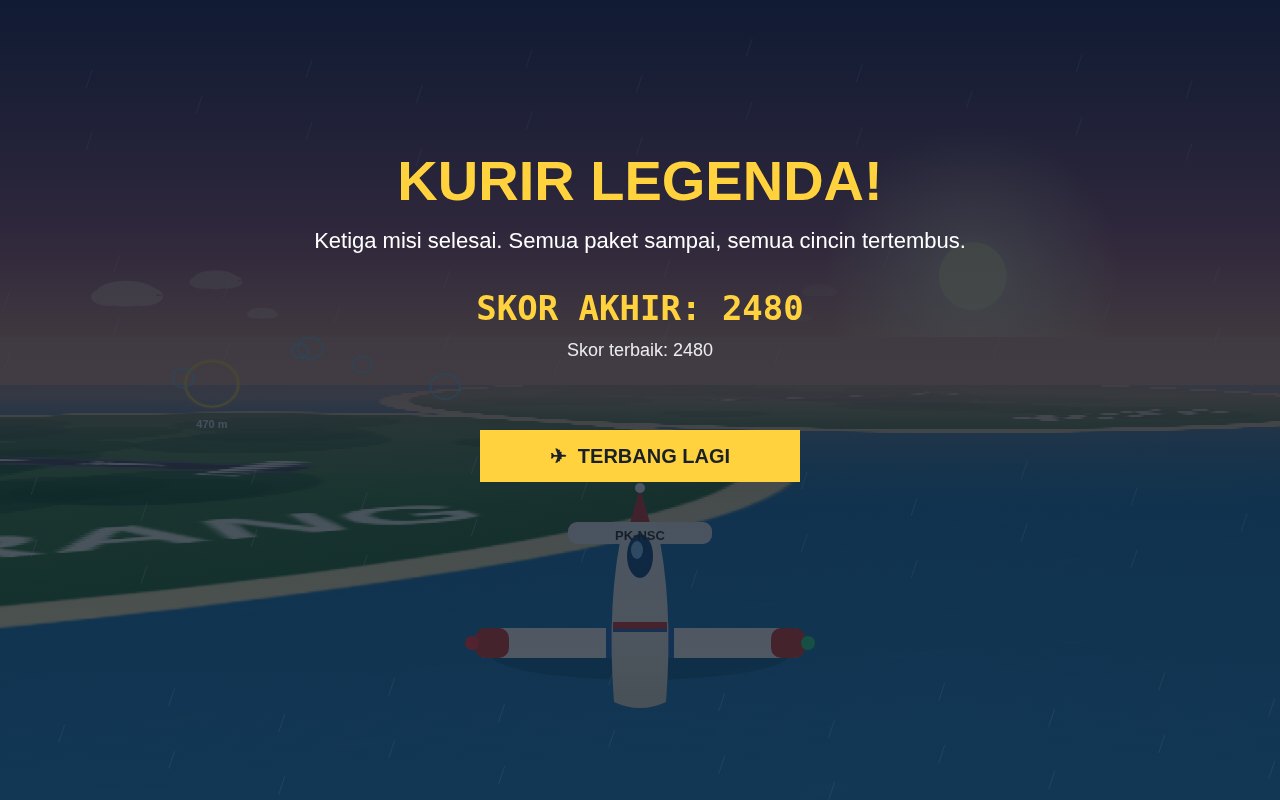 KURIR LEGENDA!
Ketiga misi selesai. Semua paket sampai, semua cincin tertembus.
SKOR AKHIR: 2480
Skor terbaik: 2480
470 m
✈ TERBANG LAGI
RANG
PK-NSC